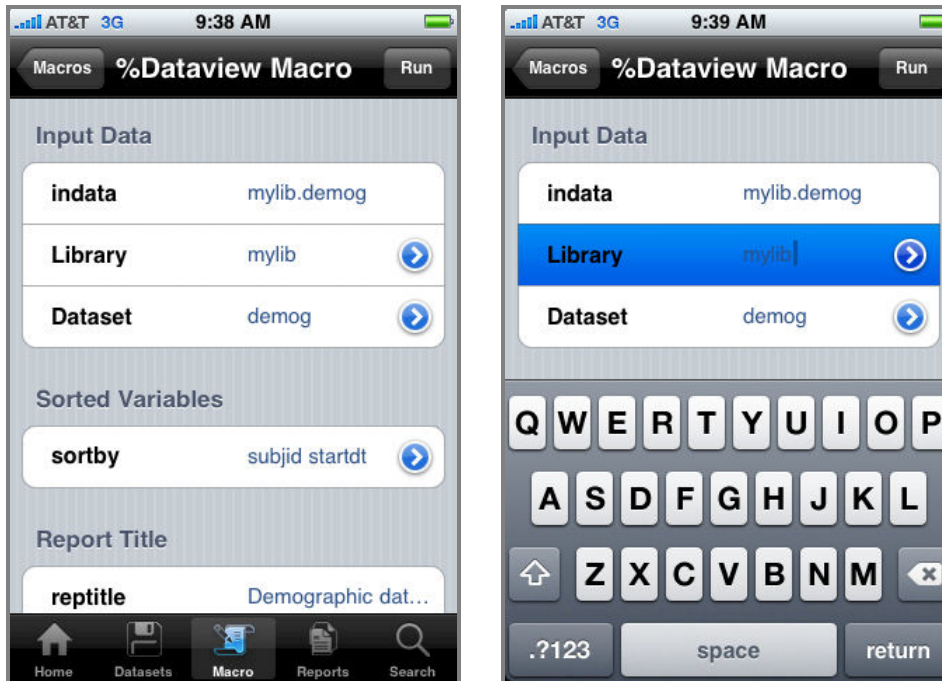 AT&T 3G 9:38 AM
Macros %Dataview Macro Run
Input Data
indata mylib.demog
Library mylib
Dataset demog
Sorted Variables
sortby subjid startdt
Report Title
reptitle Demographic dat...
Home Datasets Macro Reports Search
AT&T 3G 9:39 AM
Macros %Dataview Macro Run
Input Data
indata mylib.demog
Library mylib
Dataset demog
Q W E R T Y U I O P
A S D F G H J K L
Z X C V B N M
.?123 space return